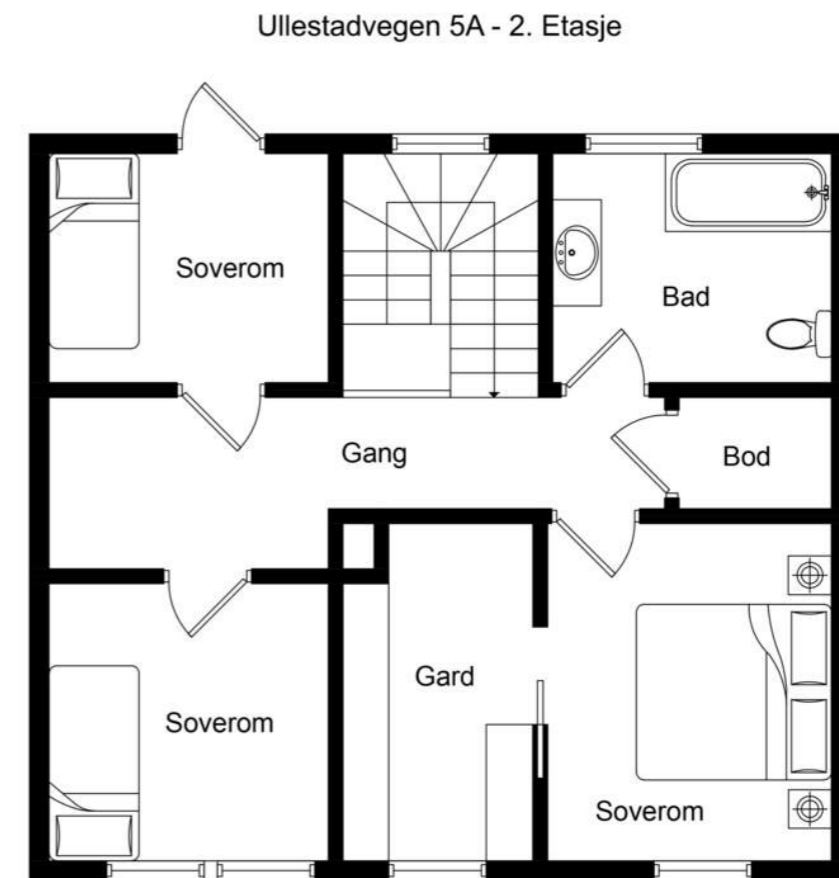 Ullestadvegen 5A - 2. Etasje
Soverom
Bad
Gang
Bod
Gard
Soverom
Soverom